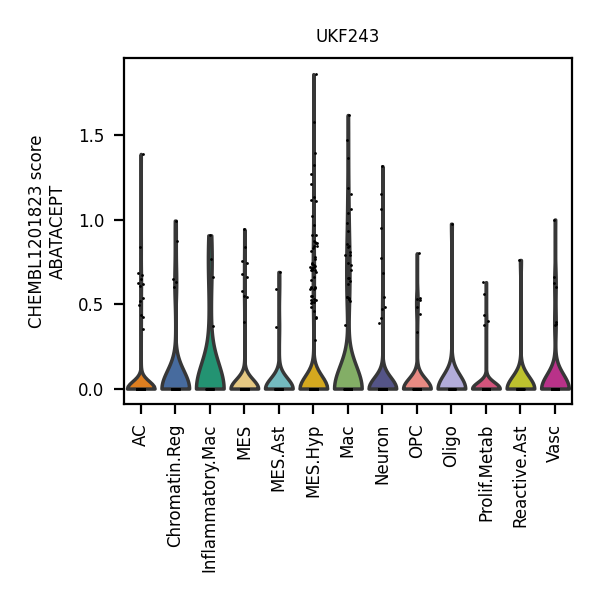 UKF243
CHEMBL1201823 score
ABATACEPT
1.5
1.0
0.5
0.0
AC
Chromatin.Reg
Inflammatory.Mac
MES
MES.Ast
MES.Hyp
Mac
Neuron
OPC
Oligo
Prolif.Metab
Reactive.Ast
Vasc